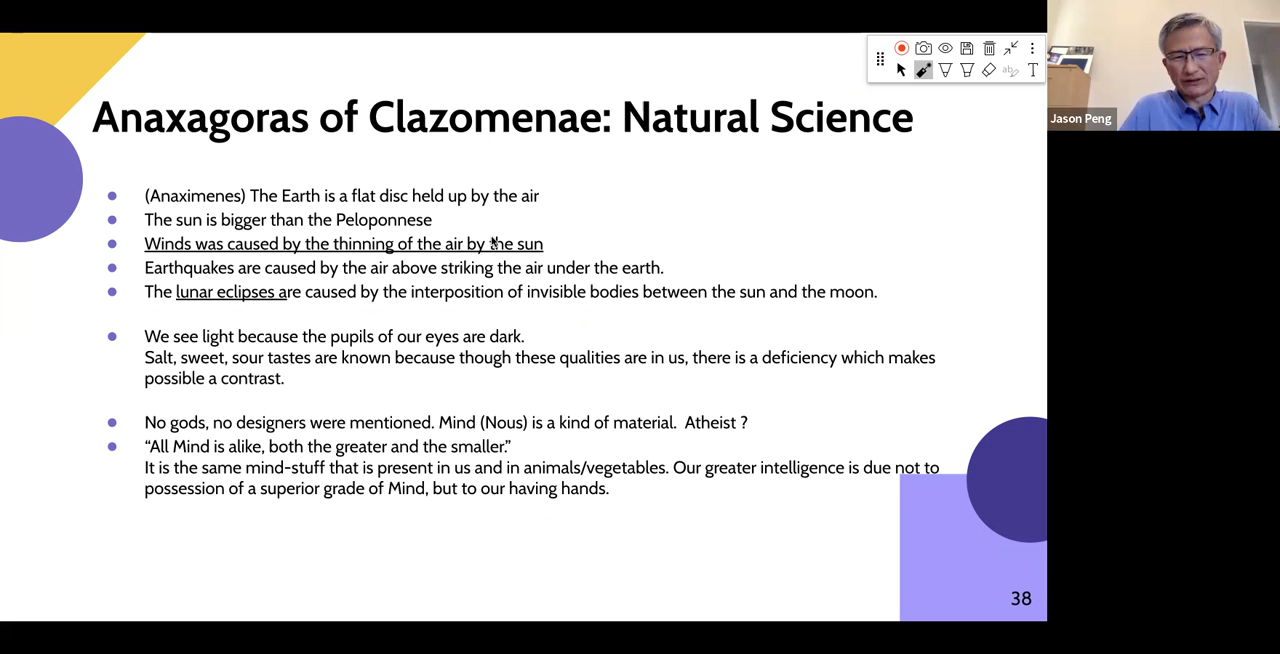 Jason Peng
Anaxagoras of Clazomenae: Natural Science
(Anaximenes) The Earth is a flat disc held up by the air
The sun is bigger than the Peloponnese
Winds was caused by the thinning of the air by the sun
Earthquakes are caused by the air above striking the air under the earth.
The lunar eclipses are caused by the interposition of invisible bodies between the sun and the moon.
We see light because the pupils of our eyes are dark.
Salt, sweet, sour tastes are known because though these qualities are in us, there is a deficiency which makes
possible a contrast.
No gods, no designers were mentioned. Mind (Nous) is a kind of material. Atheist ?
“All Mind is alike, both the greater and the smaller.”
It is the same mind-stuff that is present in us and in animals/vegetables. Our greater intelligence is due not to
possession of a superior grade of Mind, but to our having hands.
38